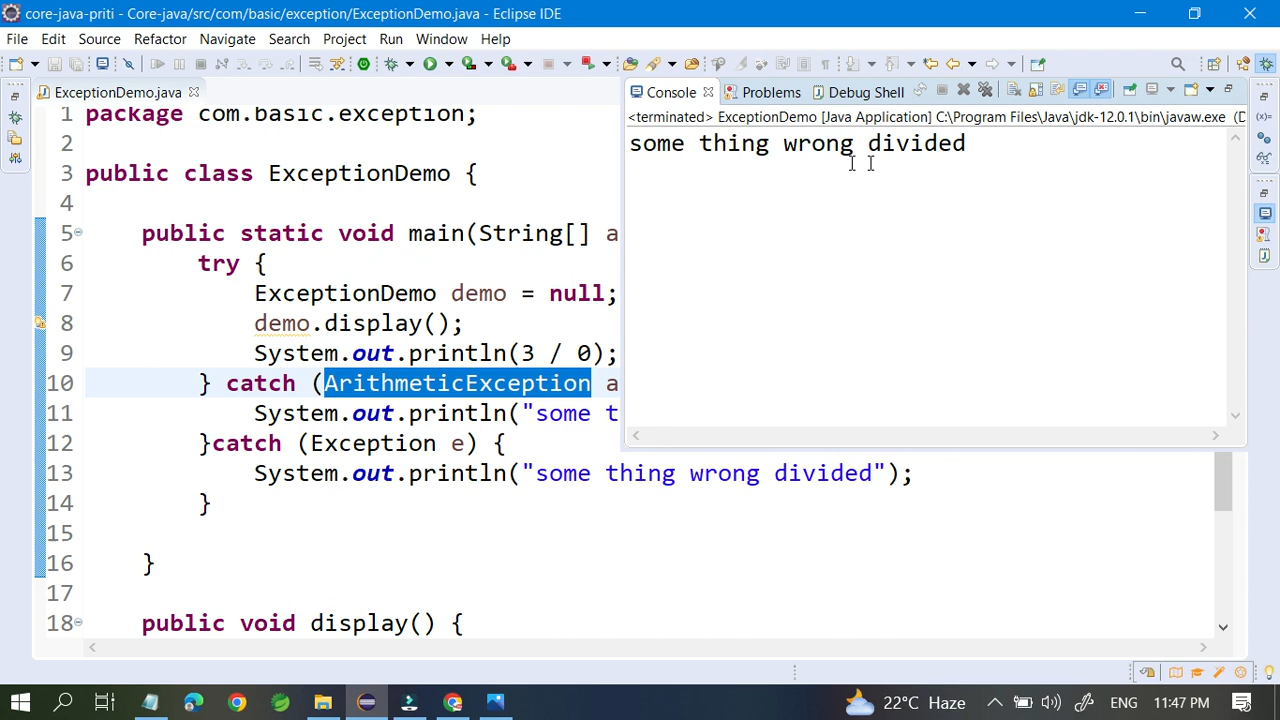 core-java-priti - Core-java/src/com/basic/exception/ExceptionDemo.java - Eclipse IDE
File Edit Source Refactor Navigate Search Project Run Window Help
ExceptionDemo.java
1 package com.basic.exception;
2
3 public class ExceptionDemo {
4
5 public static void main(String[] a
6 try {
7 ExceptionDemo demo = null;
8 demo.display();
9 System.out.println(3 / 0);
10 } catch (ArithmeticException a
11 System.out.println("some t
12 }catch (Exception e) {
13 System.out.println("some thing wrong divided");
14 }
15
16 }
17
18 public void display() {
Console Problems Debug Shell
<terminated> ExceptionDemo [Java Application] C:\Program Files\Java\jdk-12.0.1\bin\javaw.exe (D
some thing wrong divided
22°C Haze ENG 11:47 PM